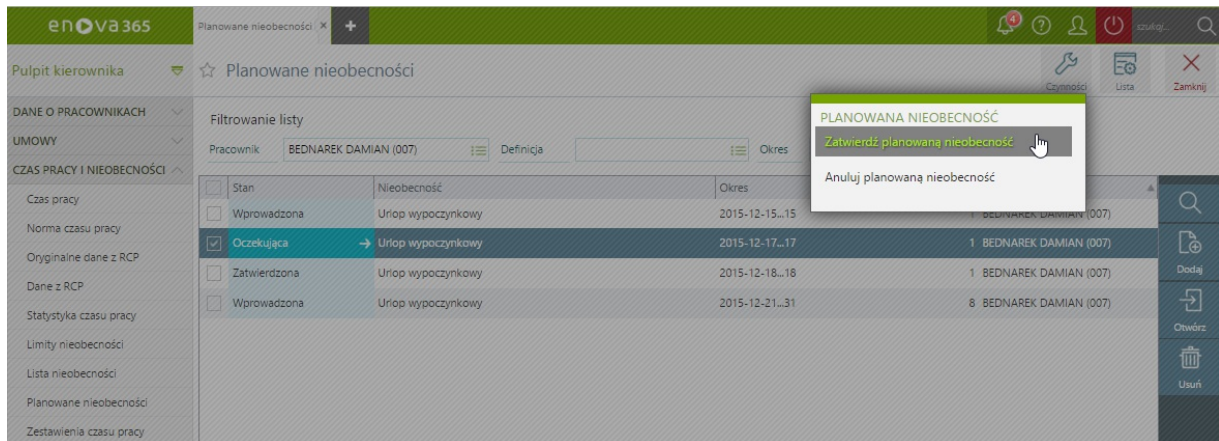 enova365
Planowane nieobecności ×
4
szukaj...
Pulpit kierownika
Planowane nieobecności
Czynności
Lista
Zamknij
DANE O PRACOWNIKACH
UMOWY
CZAS PRACY I NIEOBECNOŚCI
Czas pracy
Norma czasu pracy
Oryginalne dane z RCP
Dane z RCP
Statystyka czasu pracy
Limity nieobecności
Lista nieobecności
Planowane nieobecności
Zestawienia czasu pracy
Filtrowanie listy
Pracownik BEDNAREK DAMIAN (007) Definicja Okres
PLANOWANA NIEOBECNOŚĆ
Zatwierdź planowaną nieobecność
Anuluj planowaną nieobecność
Stan Nieobecność Okres
Wprowadzona Urlop wypoczynkowy 2015-12-15...15 1 BEDNAREK DAMIAN (007)
Oczekująca Urlop wypoczynkowy 2015-12-17...17 1 BEDNAREK DAMIAN (007)
Zatwierdzona Urlop wypoczynkowy 2015-12-18...18 1 BEDNAREK DAMIAN (007)
Wprowadzona Urlop wypoczynkowy 2015-12-21...31 8 BEDNAREK DAMIAN (007)
Dodaj
Otwórz
Usuń